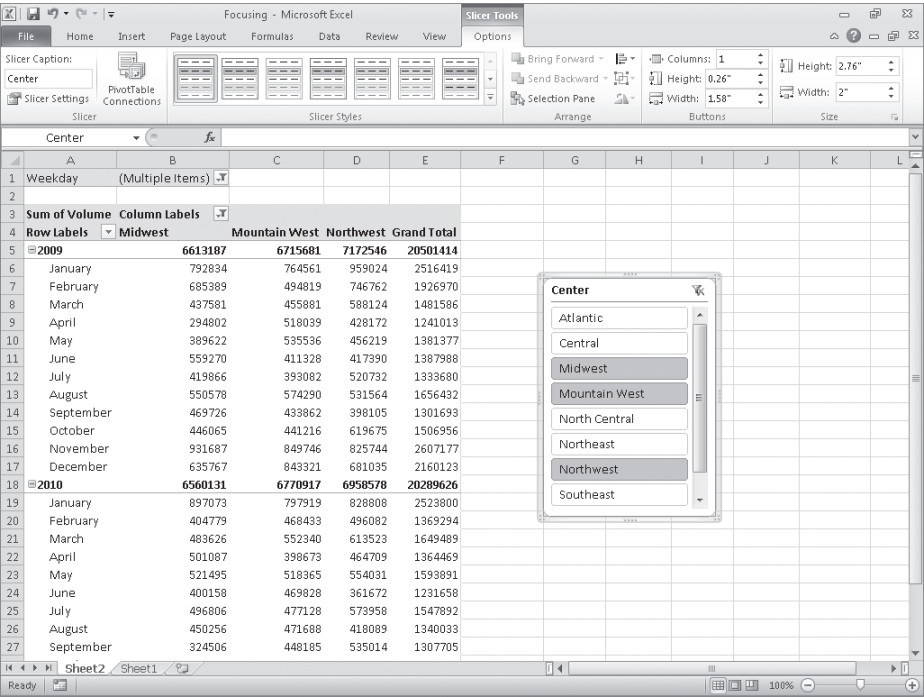 Focusing - Microsoft Excel
Slicer Tools
File Home Insert Page Layout Formulas Data Review View Options
Slicer Caption:
Center
Slicer Settings
PivotTable
Connections
Slicer
Slicer Styles
Bring Forward
Send Backward
Selection Pane
Arrange
Columns: 1
Height: 0.26"
Width: 1.58"
Buttons
Height: 2.76"
Width: 2"
Size
Center fx
A B C D E F G H I J K L
1 Weekday (Multiple Items)
2
3 Sum of Volume Column Labels
4 Row Labels Midwest Mountain West Northwest Grand Total
5 2009 6613187 6715681 7172546 20501414
6 January 792834 764561 959024 2516419
7 February 685389 494819 746762 1926970
8 March 437581 455881 588124 1481586
9 April 294802 518039 428172 1241013
10 May 389622 535536 456219 1381377
11 June 559270 411328 417390 1387988
12 July 419866 393082 520732 1333680
13 August 550578 574290 531564 1656432
14 September 469726 433862 398105 1301693
15 October 446065 441216 619675 1506956
16 November 931687 849746 825744 2607177
17 December 635767 843321 681035 2160123
18 2010 6560131 6770917 6958578 20289626
19 January 897073 797919 828808 2523800
20 February 404779 468433 496082 1369294
21 March 483626 552340 613523 1649489
22 April 501087 398673 464709 1364469
23 May 521495 518365 554031 1593891
24 June 400158 469828 361672 1231658
25 July 496806 477128 573958 1547892
26 August 450256 471688 418089 1340033
27 September 324506 448185 535014 1307705
Center
Atlantic
Central
Midwest
Mountain West
North Central
Northeast
Northwest
Southeast
Sheet2 Sheet1
Ready 100%